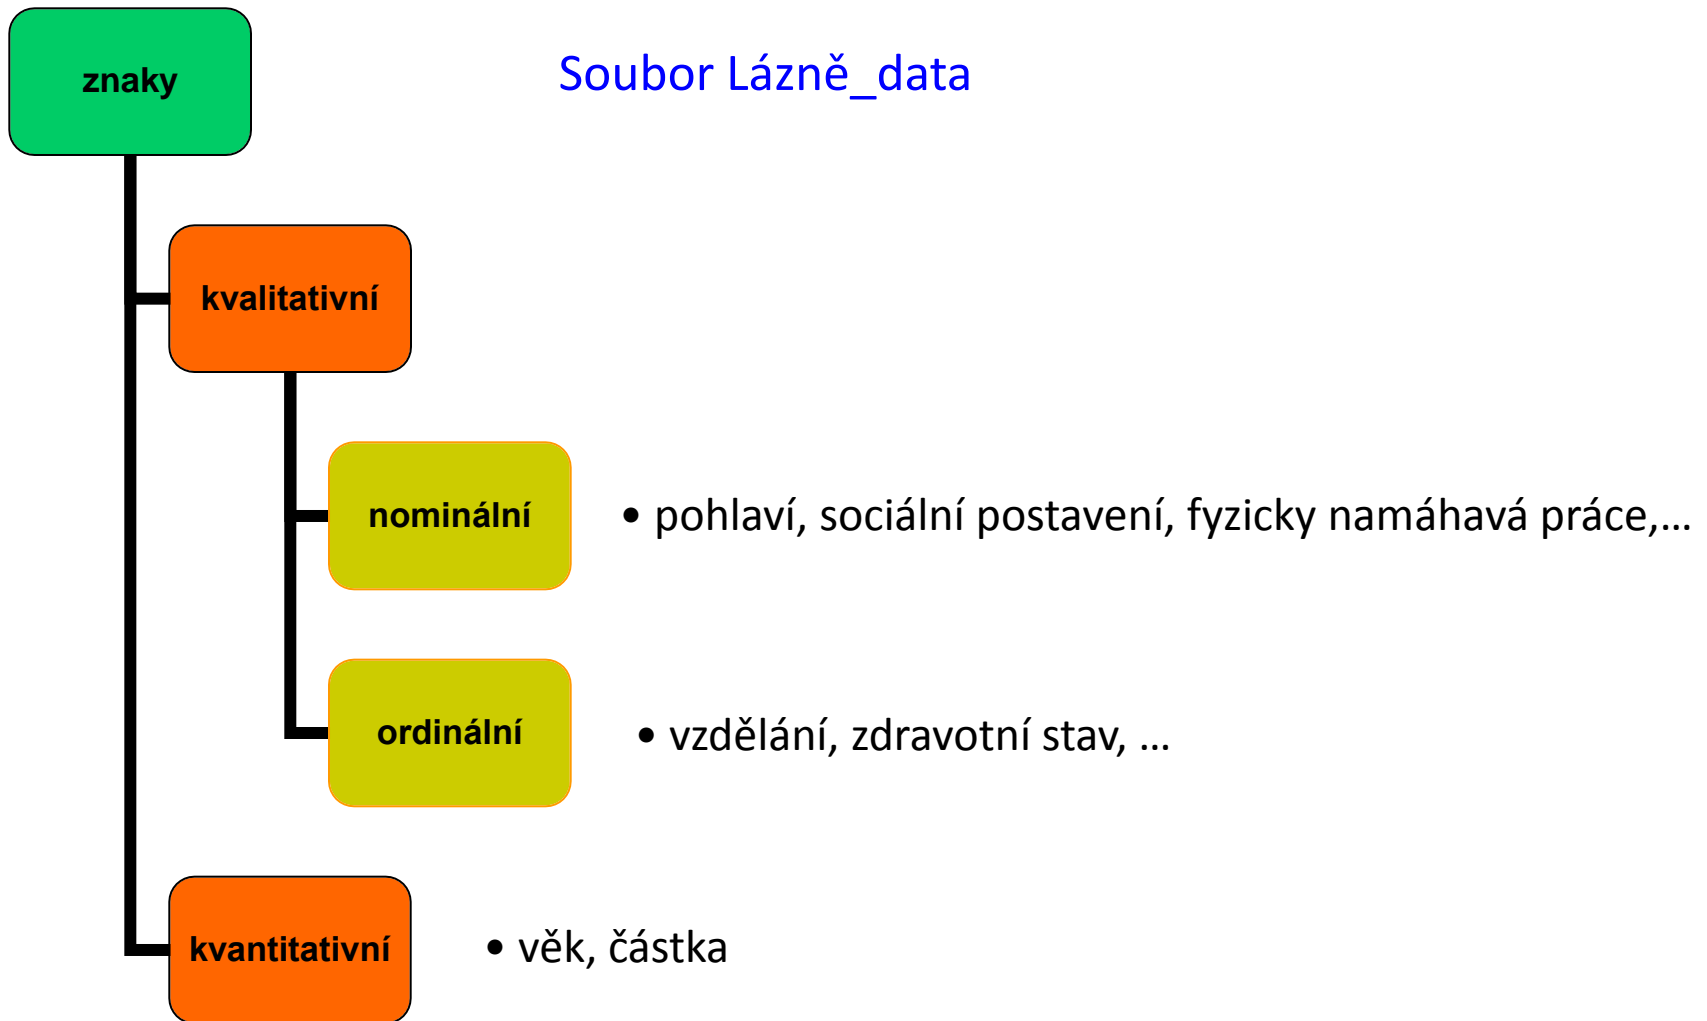 znaky
Soubor Lázně_data
kvalitativní
nominální
• pohlaví, sociální postavení, fyzicky namáhavá práce,...
ordinální
• vzdělání, zdravotní stav, ...
kvantitativní
• věk, částka